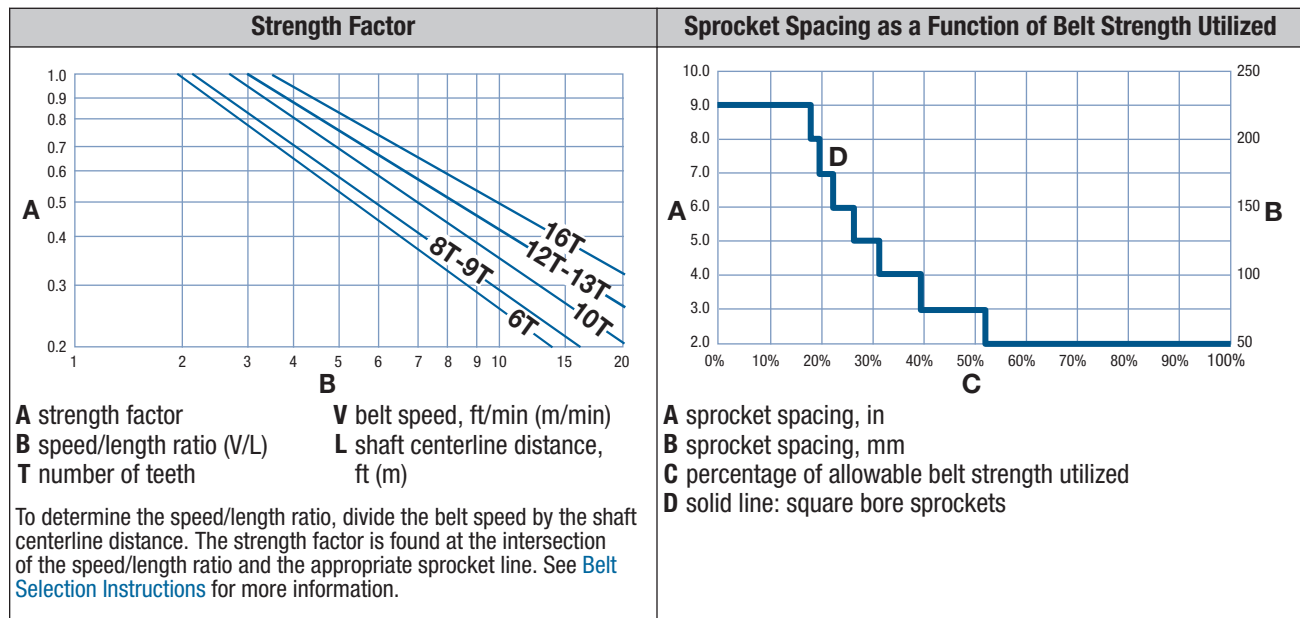 Strength Factor
1.0
0.9
0.8
0.7
0.6
0.5
0.4
0.3
0.2
A
16T
12T-13T
10T
8T-9T
6T
1 2 3 4 5 6 7 8 9 10 15 20
B
A strength factor
B speed/length ratio (V/L)
T number of teeth
V belt speed, ft/min (m/min)
L shaft centerline distance,
ft (m)
To determine the speed/length ratio, divide the belt speed by the shaft
centerline distance. The strength factor is found at the intersection
of the speed/length ratio and the appropriate sprocket line. See Belt
Selection Instructions for more information.
Sprocket Spacing as a Function of Belt Strength Utilized
10.0
9.0
8.0
7.0
6.0
5.0
4.0
3.0
2.0
A
D
250
200
150
100
50
B
0% 10% 20% 30% 40% 50% 60% 70% 80% 90% 100%
C
A sprocket spacing, in
B sprocket spacing, mm
C percentage of allowable belt strength utilized
D solid line: square bore sprockets